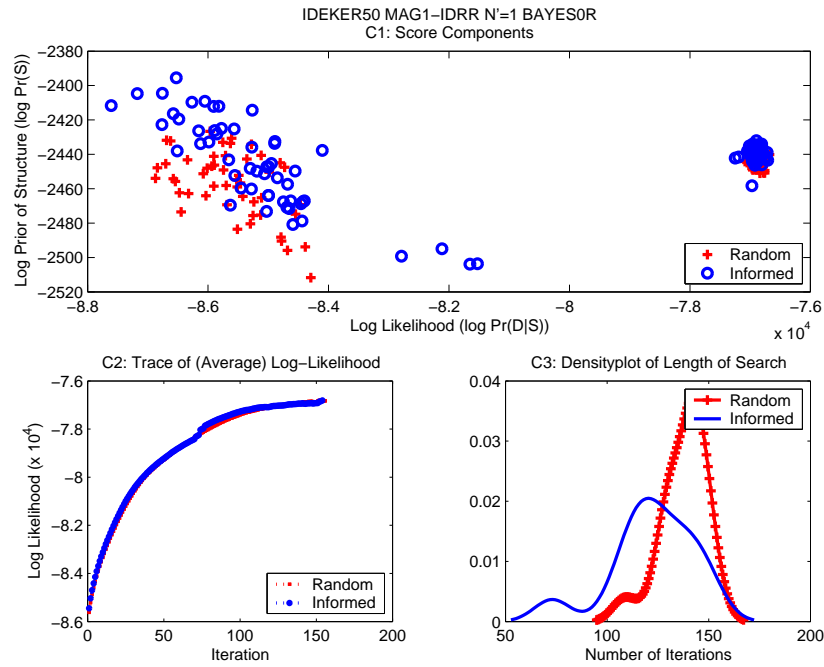 IDEKER50 MAG1−IDRR N'=1 BAYES0R
C1: Score Components
Log Prior of Structure (log Pr(S))
−2380
−2400
−2420
−2440
−2460
−2480
−2500
−2520
Random
Informed
−8.8
−8.6
−8.4
−8.2
−8
−7.8
−7.6
Log Likelihood (log Pr(D|S))
x 10^4
C2: Trace of (Average) Log−Likelihood
Log Likelihood (x 10^4)
−7.6
−7.8
−8
−8.2
−8.4
−8.6
Random
Informed
0
50
100
150
200
Iteration
C3: Densityplot of Length of Search
0.04
0.03
0.02
0.01
0
Random
Informed
50
100
150
200
Number of Iterations